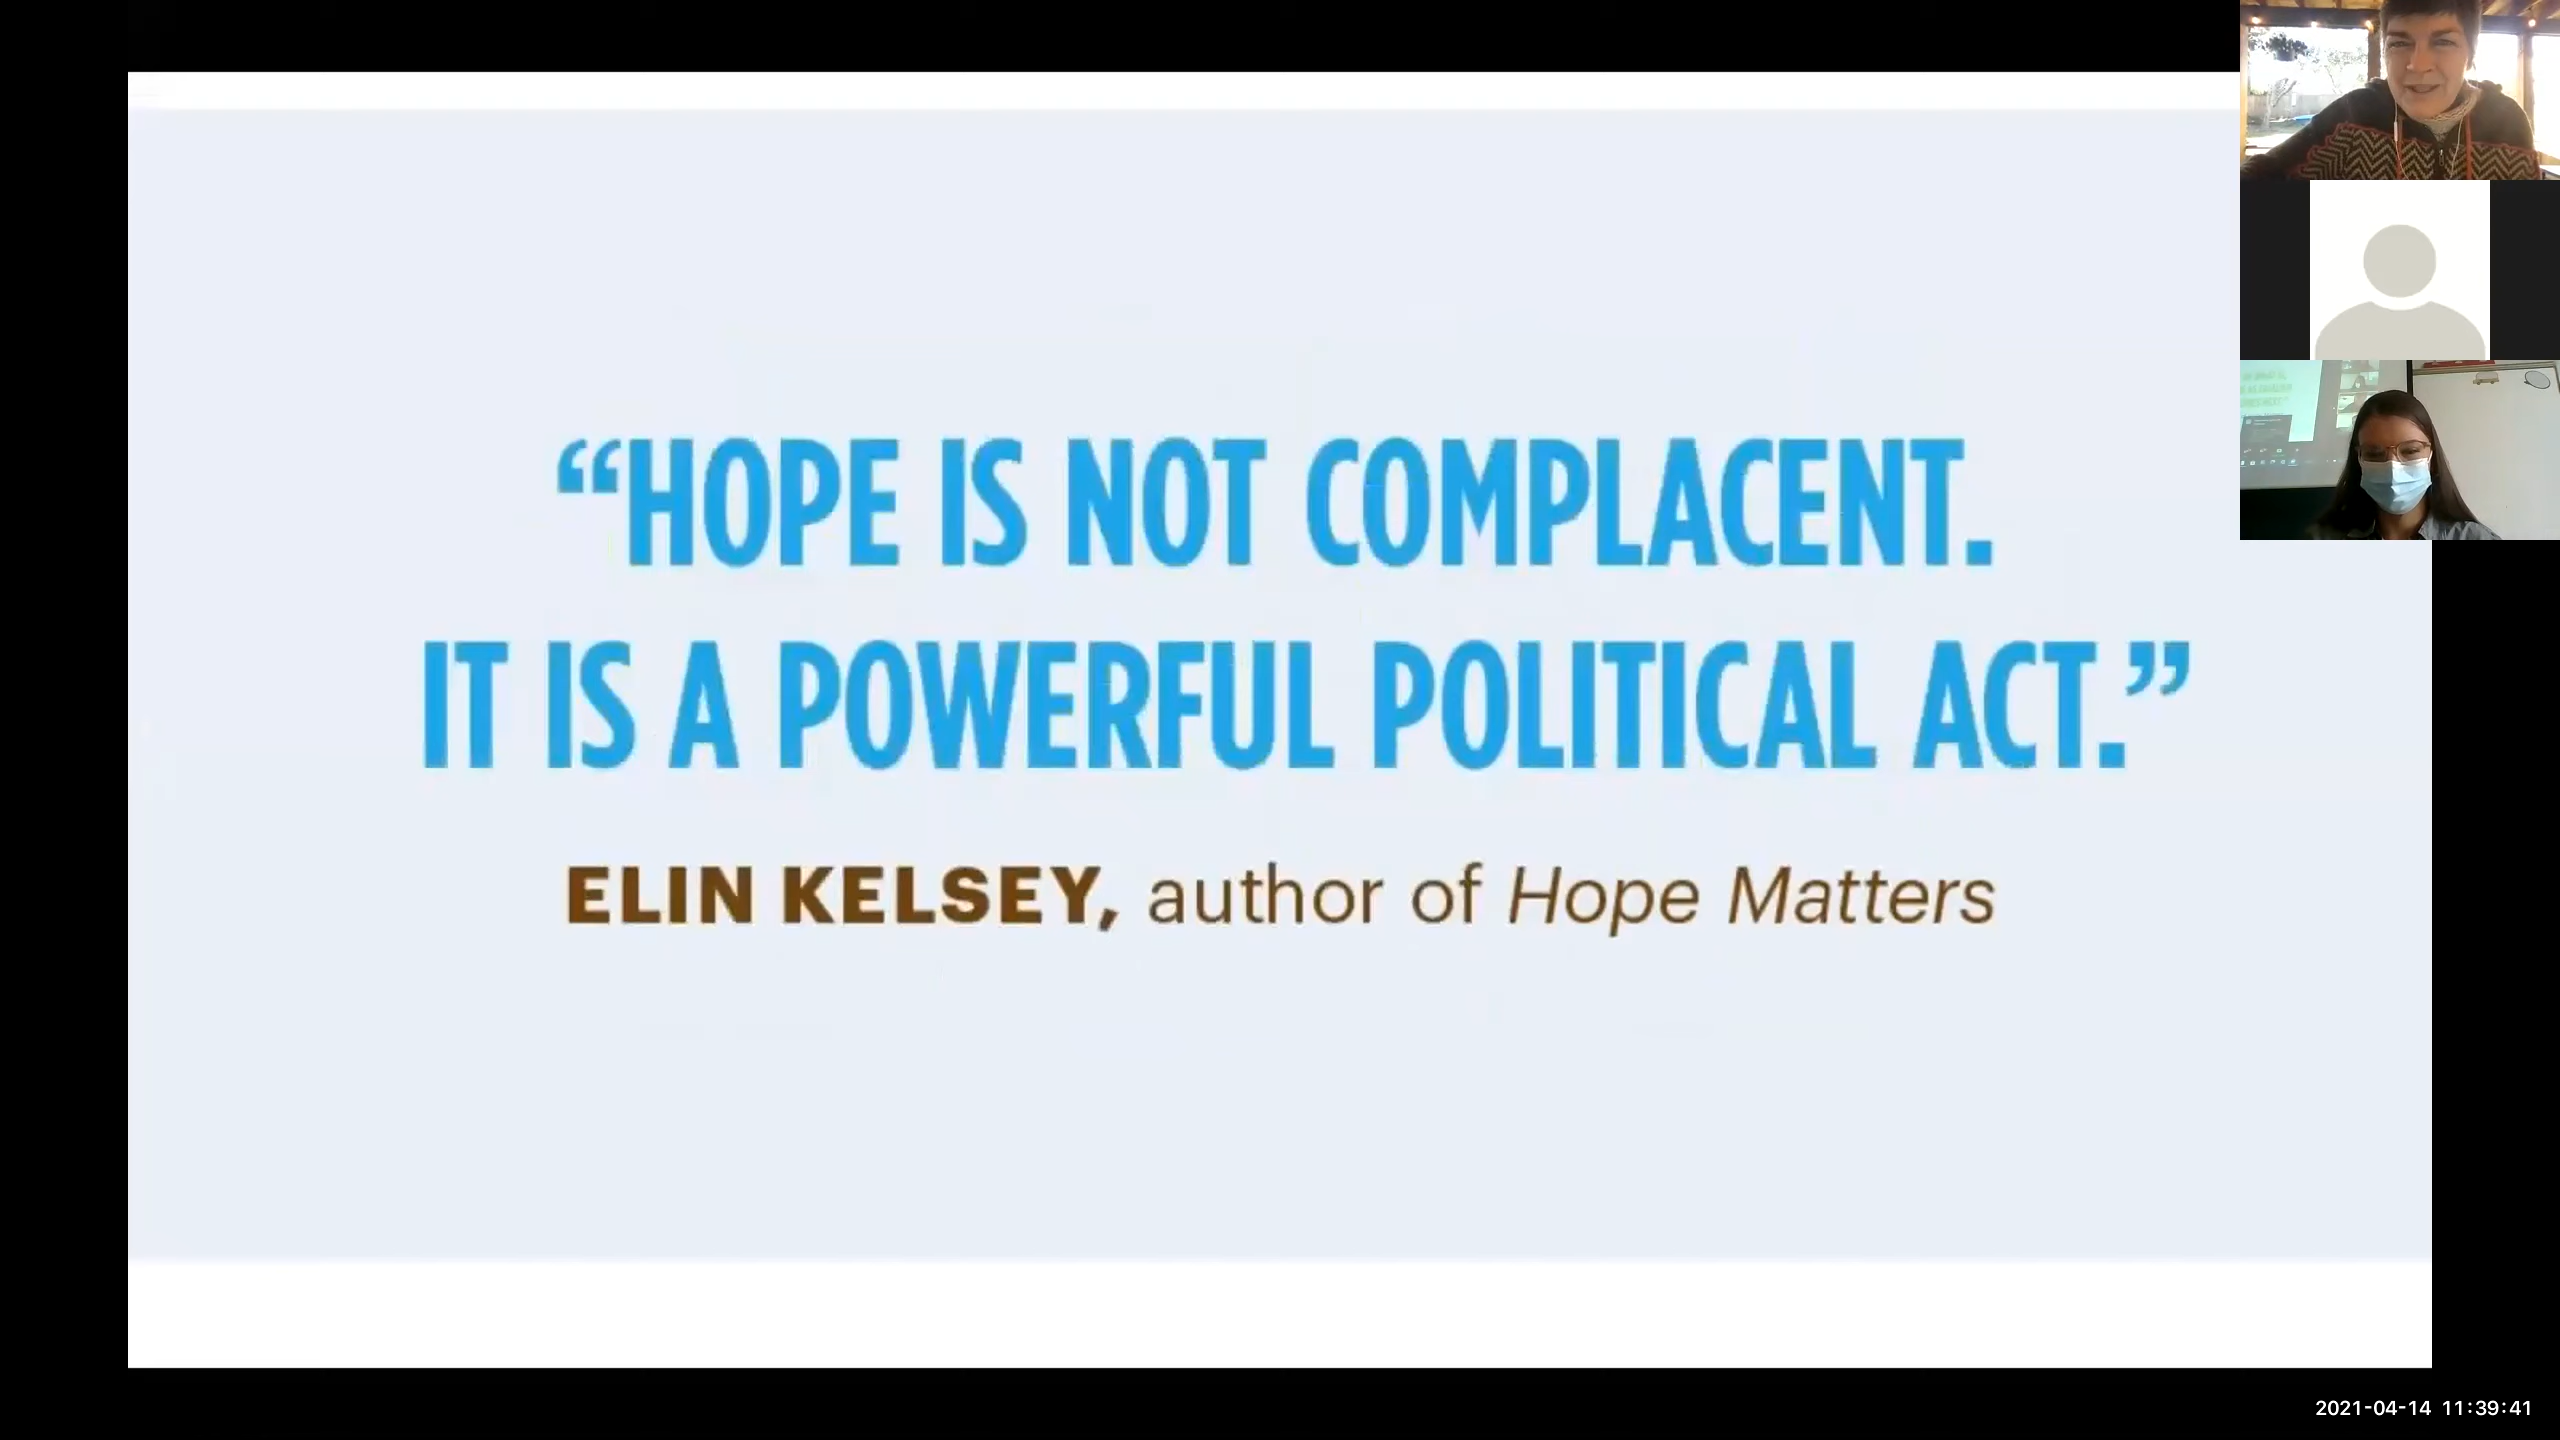 “HOPE IS NOT COMPLACENT.
IT IS A POWERFUL POLITICAL ACT.”
ELIN KELSEY, author of Hope Matters
2021-04-14 11:39:41